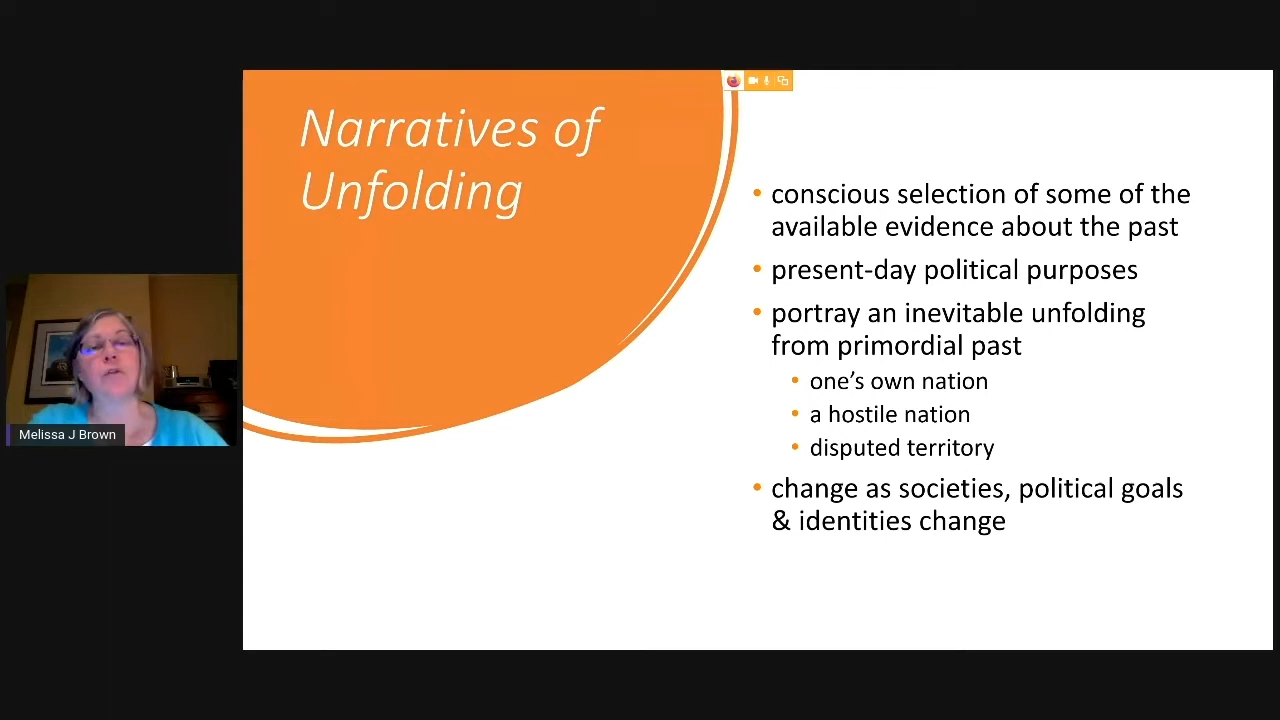 Narratives of
Unfolding
• conscious selection of some of the
available evidence about the past
• present-day political purposes
• portray an inevitable unfolding
from primordial past
• one’s own nation
• a hostile nation
• disputed territory
• change as societies, political goals
& identities change
Melissa J Brown